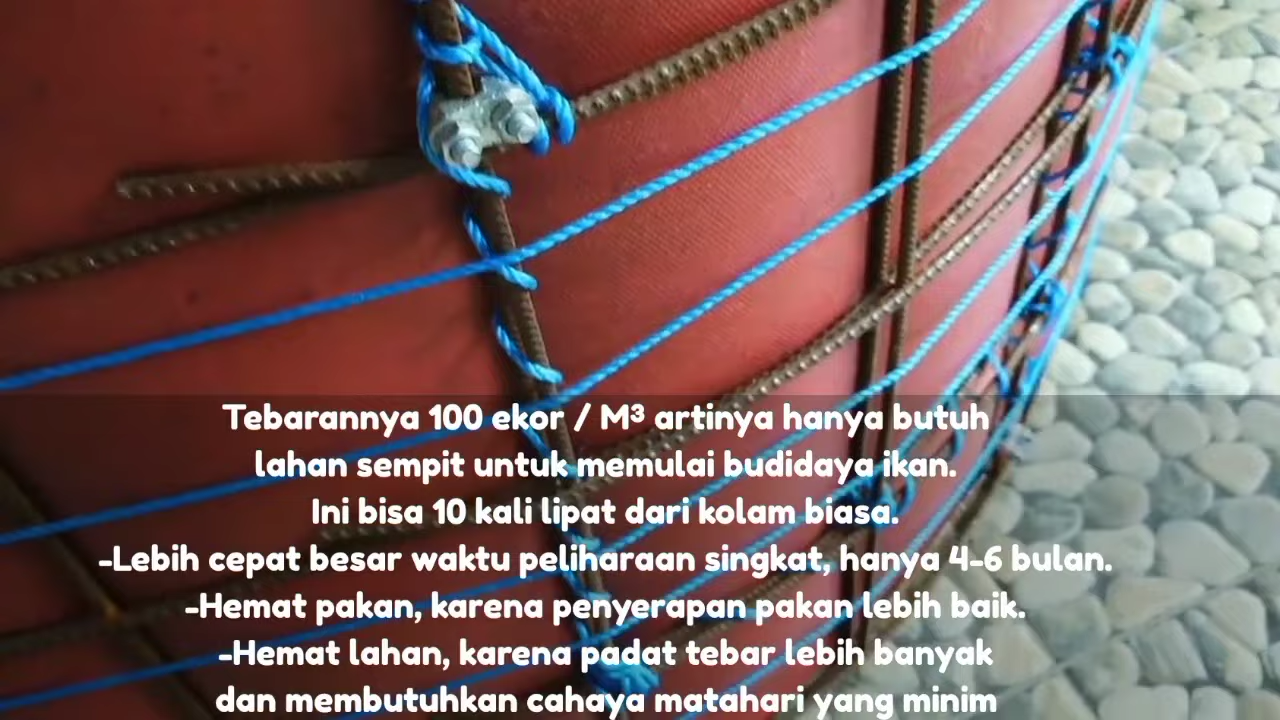 Tebarannya 100 ekor / M³ artinya hanya butuh
lahan sempit untuk memulai budidaya ikan.
Ini bisa 10 kali lipat dari kolam biasa.
-Lebih cepat besar waktu peliharaan singkat, hanya 4-6 bulan.
-Hemat pakan, karena penyerapan pakan lebih baik.
-Hemat lahan, karena padat tebar lebih banyak
dan membutuhkan cahaya matahari yang minim